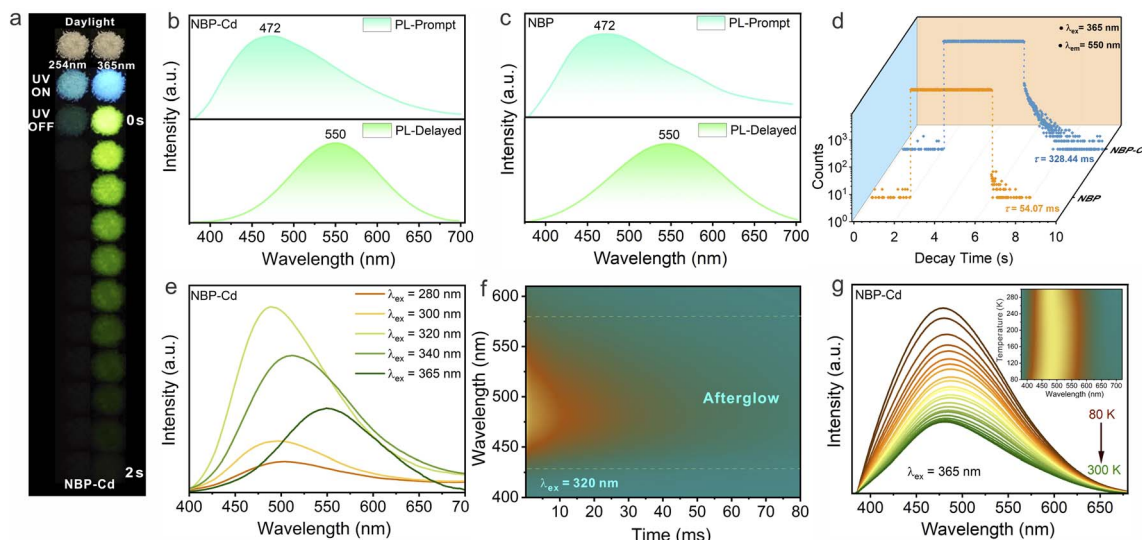 a
Daylight
254nm
365nm
UV
ON
UV
OFF
0s
2s
NBP-Cd
b
NBP-Cd
472
PL-Prompt
550
PL-Delayed
Intensity (a.u.)
400 450 500 550 600 650 700
Wavelength (nm)
c
NBP
472
PL-Prompt
550
PL-Delayed
Intensity (a.u.)
400 450 500 550 600 650 700
Wavelength (nm)
d
λex = 365 nm
λem = 550 nm
Counts
10³
10²
10¹
10⁰
0 2 4 6 8 10
Decay Time (s)
τ = 328.44 ms
τ = 54.07 ms
NBP
e
NBP-Cd
λex = 280 nm
λex = 300 nm
λex = 320 nm
λex = 340 nm
λex = 365 nm
Intensity (a.u.)
400 450 500 550 600 650 700
Wavelength (nm)
f
Wavelength (nm)
600
550
500
450
400
Afterglow
λex = 320 nm
10 20 30 40 50 60 70 80
Time (ms)
g
NBP-Cd
Intensity (a.u.)
Temperature (K)
280
240
200
160
120
80
400 450 500 550 600 650 700
Wavelength (nm)
80 K
300 K
λex = 365 nm
400 450 500 550 600 650
Wavelength (nm)